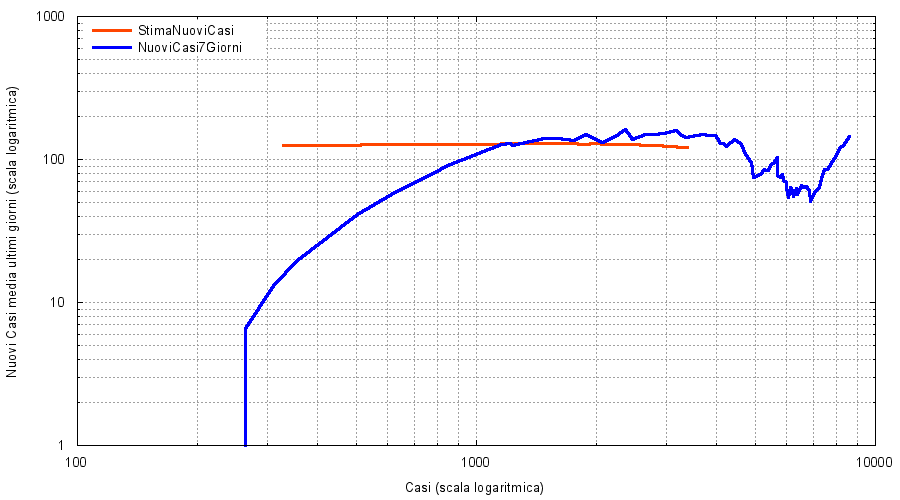 1000
StimaNuoviCasi
NuoviCasi7Giorni
100
10
1
100
1000
10000
Nuovi Casi media ultimi giorni (scala logaritmica)
Casi (scala logaritmica)